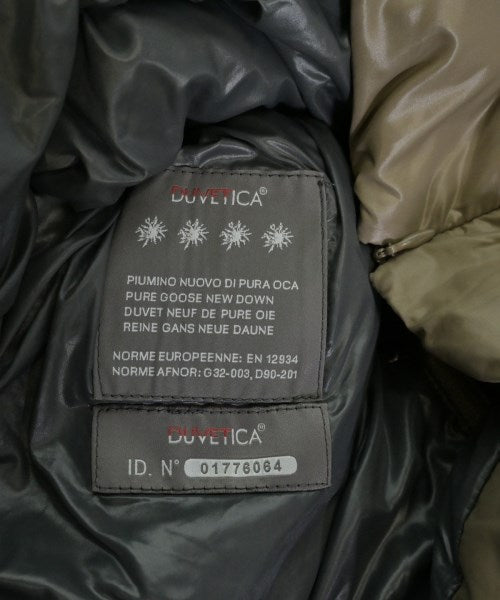 DUVETICA®
PIUMINO NUOVO DI PURA OCA
PURE GOOSE NEW DOWN
DUVET NEUF DE PURE OIE
REINE GANS NEUE DAUNE
NORME EUROPEENNE: EN 12934
NORME AFNOR: G32-003, D90-201
DUVETICA®
ID. N° 01776064